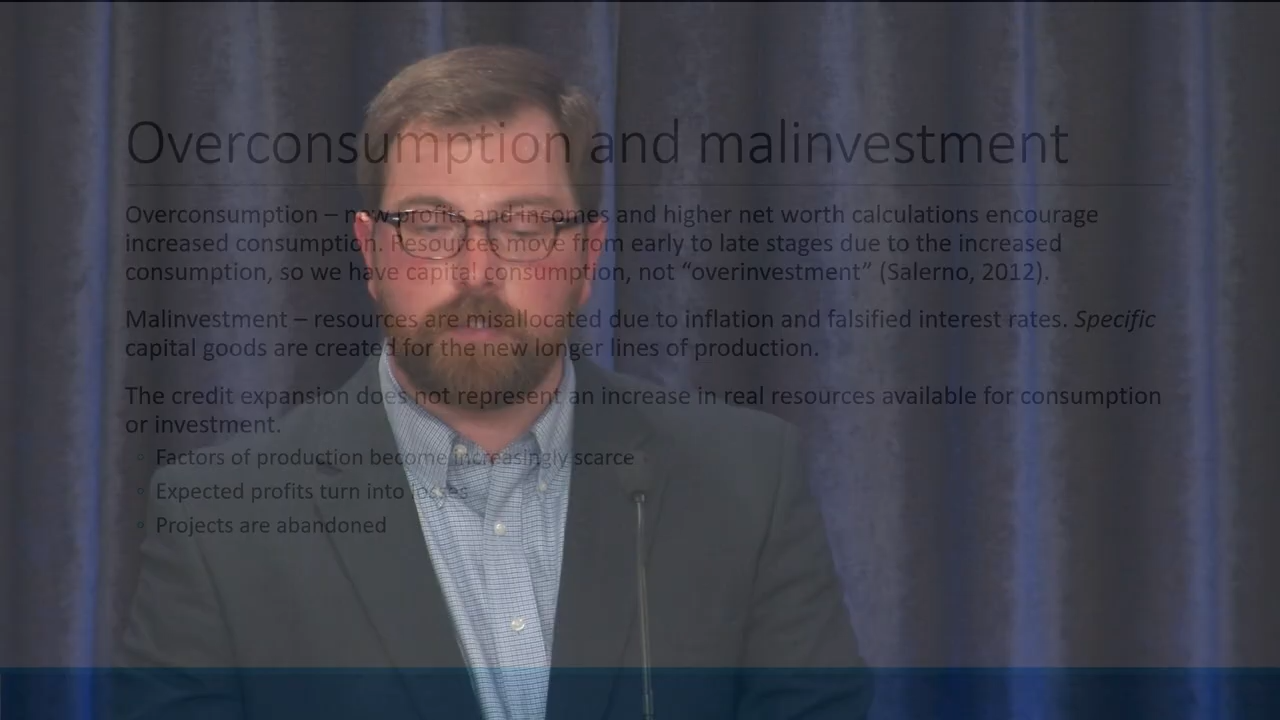 Overconsumption and malinvestment
Overconsumption – new profits and incomes and higher net worth calculations encourage
increased consumption. Resources move from early to late stages due to the increased
consumption, so we have capital consumption, not “overinvestment” (Salerno, 2012).
Malinvestment – resources are misallocated due to inflation and falsified interest rates. Specific
capital goods are created for the new longer lines of production.
The credit expansion does not represent an increase in real resources available for consumption
or investment.
◦ Factors of production become increasingly scarce
◦ Expected profits turn into losses
◦ Projects are abandoned